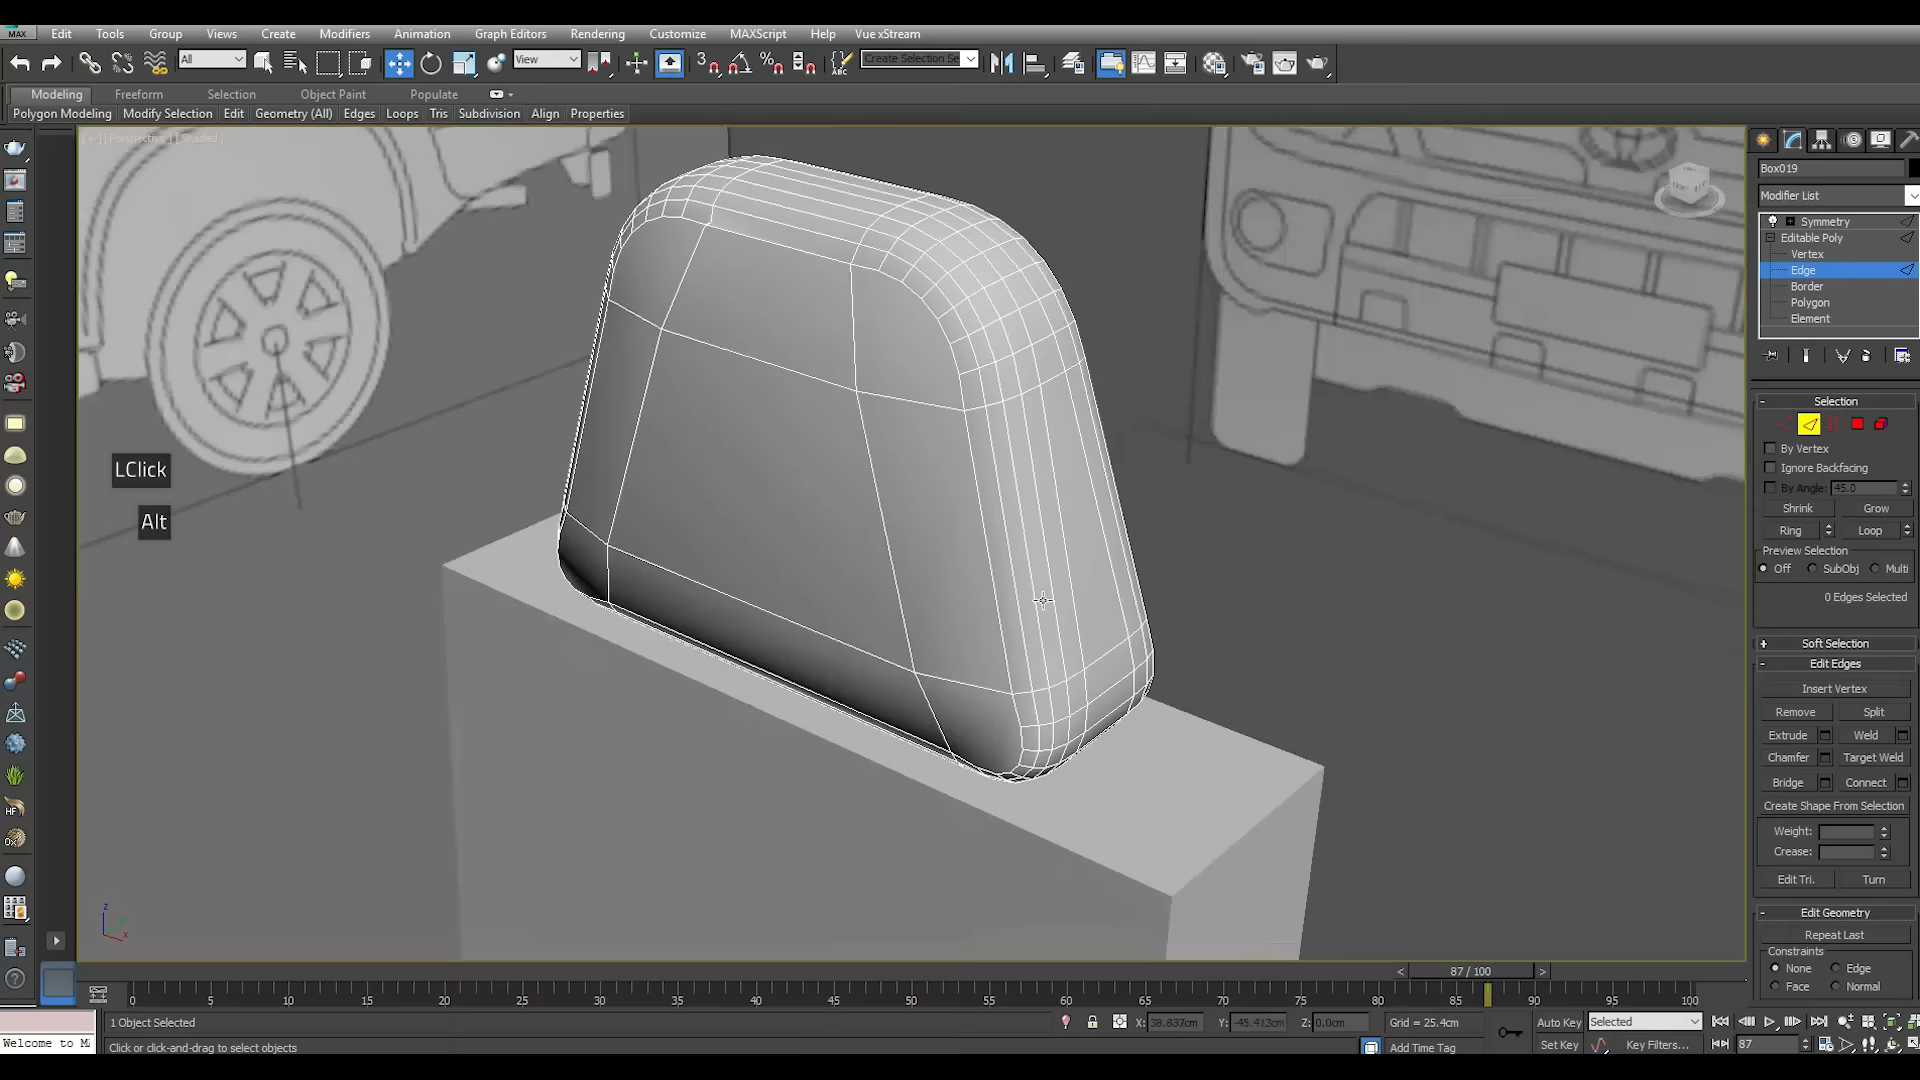 MAX
Edit Tools Group Views Create Modifiers Animation Graph Editors Rendering Customize MAXScript Help Vue xStream
All View Create Selection Se
Modeling Freeform Selection Object Paint Populate
Polygon Modeling Modify Selection Edit Geometry (All) Edges Loops Tris Subdivision Align Properties
[+] [Perspective] [Shaded]
Box019
Modifier List
Symmetry
Editable Poly
Vertex
Edge
Border
Polygon
Element
Selection
By Vertex
Ignore Backfacing
By Angle: 45.0
Shrink Grow
Ring Loop
Preview Selection
Off SubObj Multi
0 Edges Selected
Soft Selection
Edit Edges
Insert Vertex
Remove Split
Extrude Weld
Chamfer Target Weld
Bridge Connect
Create Shape From Selection
Weight:
Crease:
Edit Tri. Turn
Edit Geometry
Repeat Last
Constraints
None Edge
Face Normal
LClick
Alt
z
x
< 87 / 100 >
0 5 10 15 20 25 30 35 40 45 50 55 60 65 70 75 80 85 90 95 100
1 Object Selected X: 38.837cm Y: -45.413cm Z: 0.0cm Grid = 25.4cm Auto Key Selected
Welcome to M
Click or click-and-drag to select objects Add Time Tag Set Key Key Filters... 87